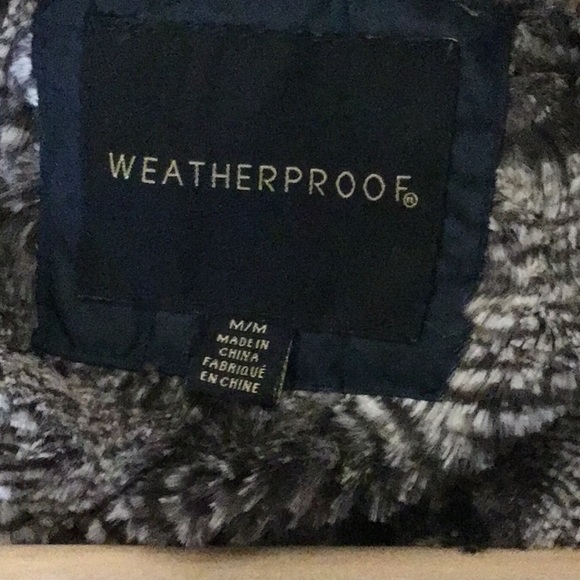 WEATHERPROOF®
M/M
MADE IN
CHINA
FABRIQUÉ
EN CHINE